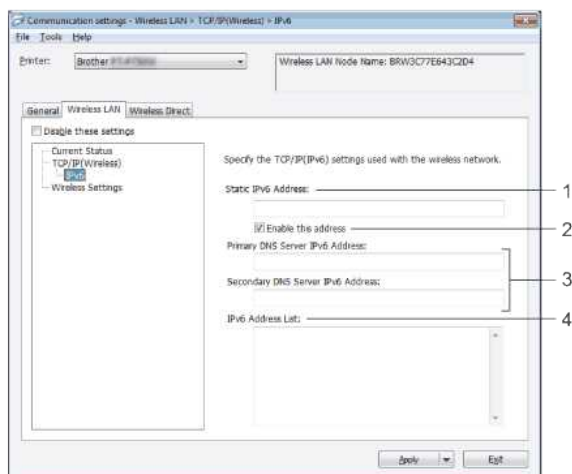 Communication settings - Wireless LAN > TCP/IP(Wireless) > IPv6
File Tools Help
Printer:
Brother
Wireless LAN Node Name: BRW3C77E643C2D4
General Wireless LAN Wireless Direct
Disable these settings
Current Status
TCP/IP(Wireless)
IPv6
Wireless Settings
Specify the TCP/IP(IPv6) settings used with the wireless network.
Static IPv6 Address:
1
Enable this address
2
Primary DNS Server IPv6 Address:
3
Secondary DNS Server IPv6 Address:
IPv6 Address List:
4
Apply
Exit